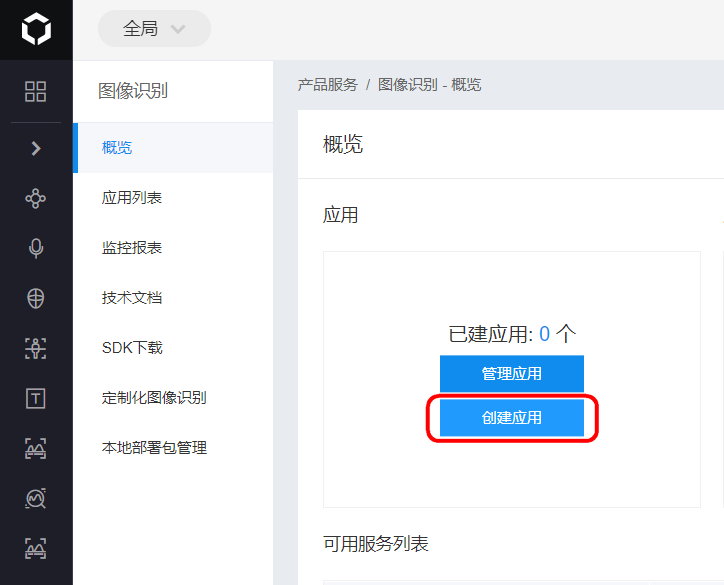 全局
图像识别
概览
应用列表
监控报表
技术文档
SDK下载
定制化图像识别
本地部署包管理
产品服务 / 图像识别 - 概览
概览
应用
已建应用: 0 个
管理应用
创建应用
可用服务列表
T